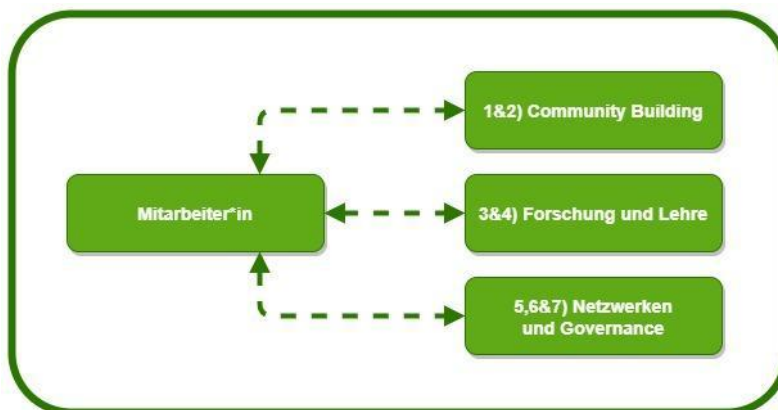 1&2) Community Building
Mitarbeiter*in
3&4) Forschung und Lehre
5,6&7) Netzwerken
und Governance